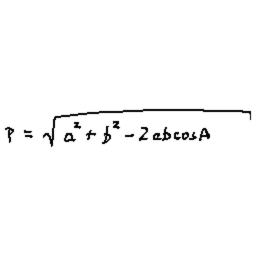 P = √(a² + b² - 2abcosA)